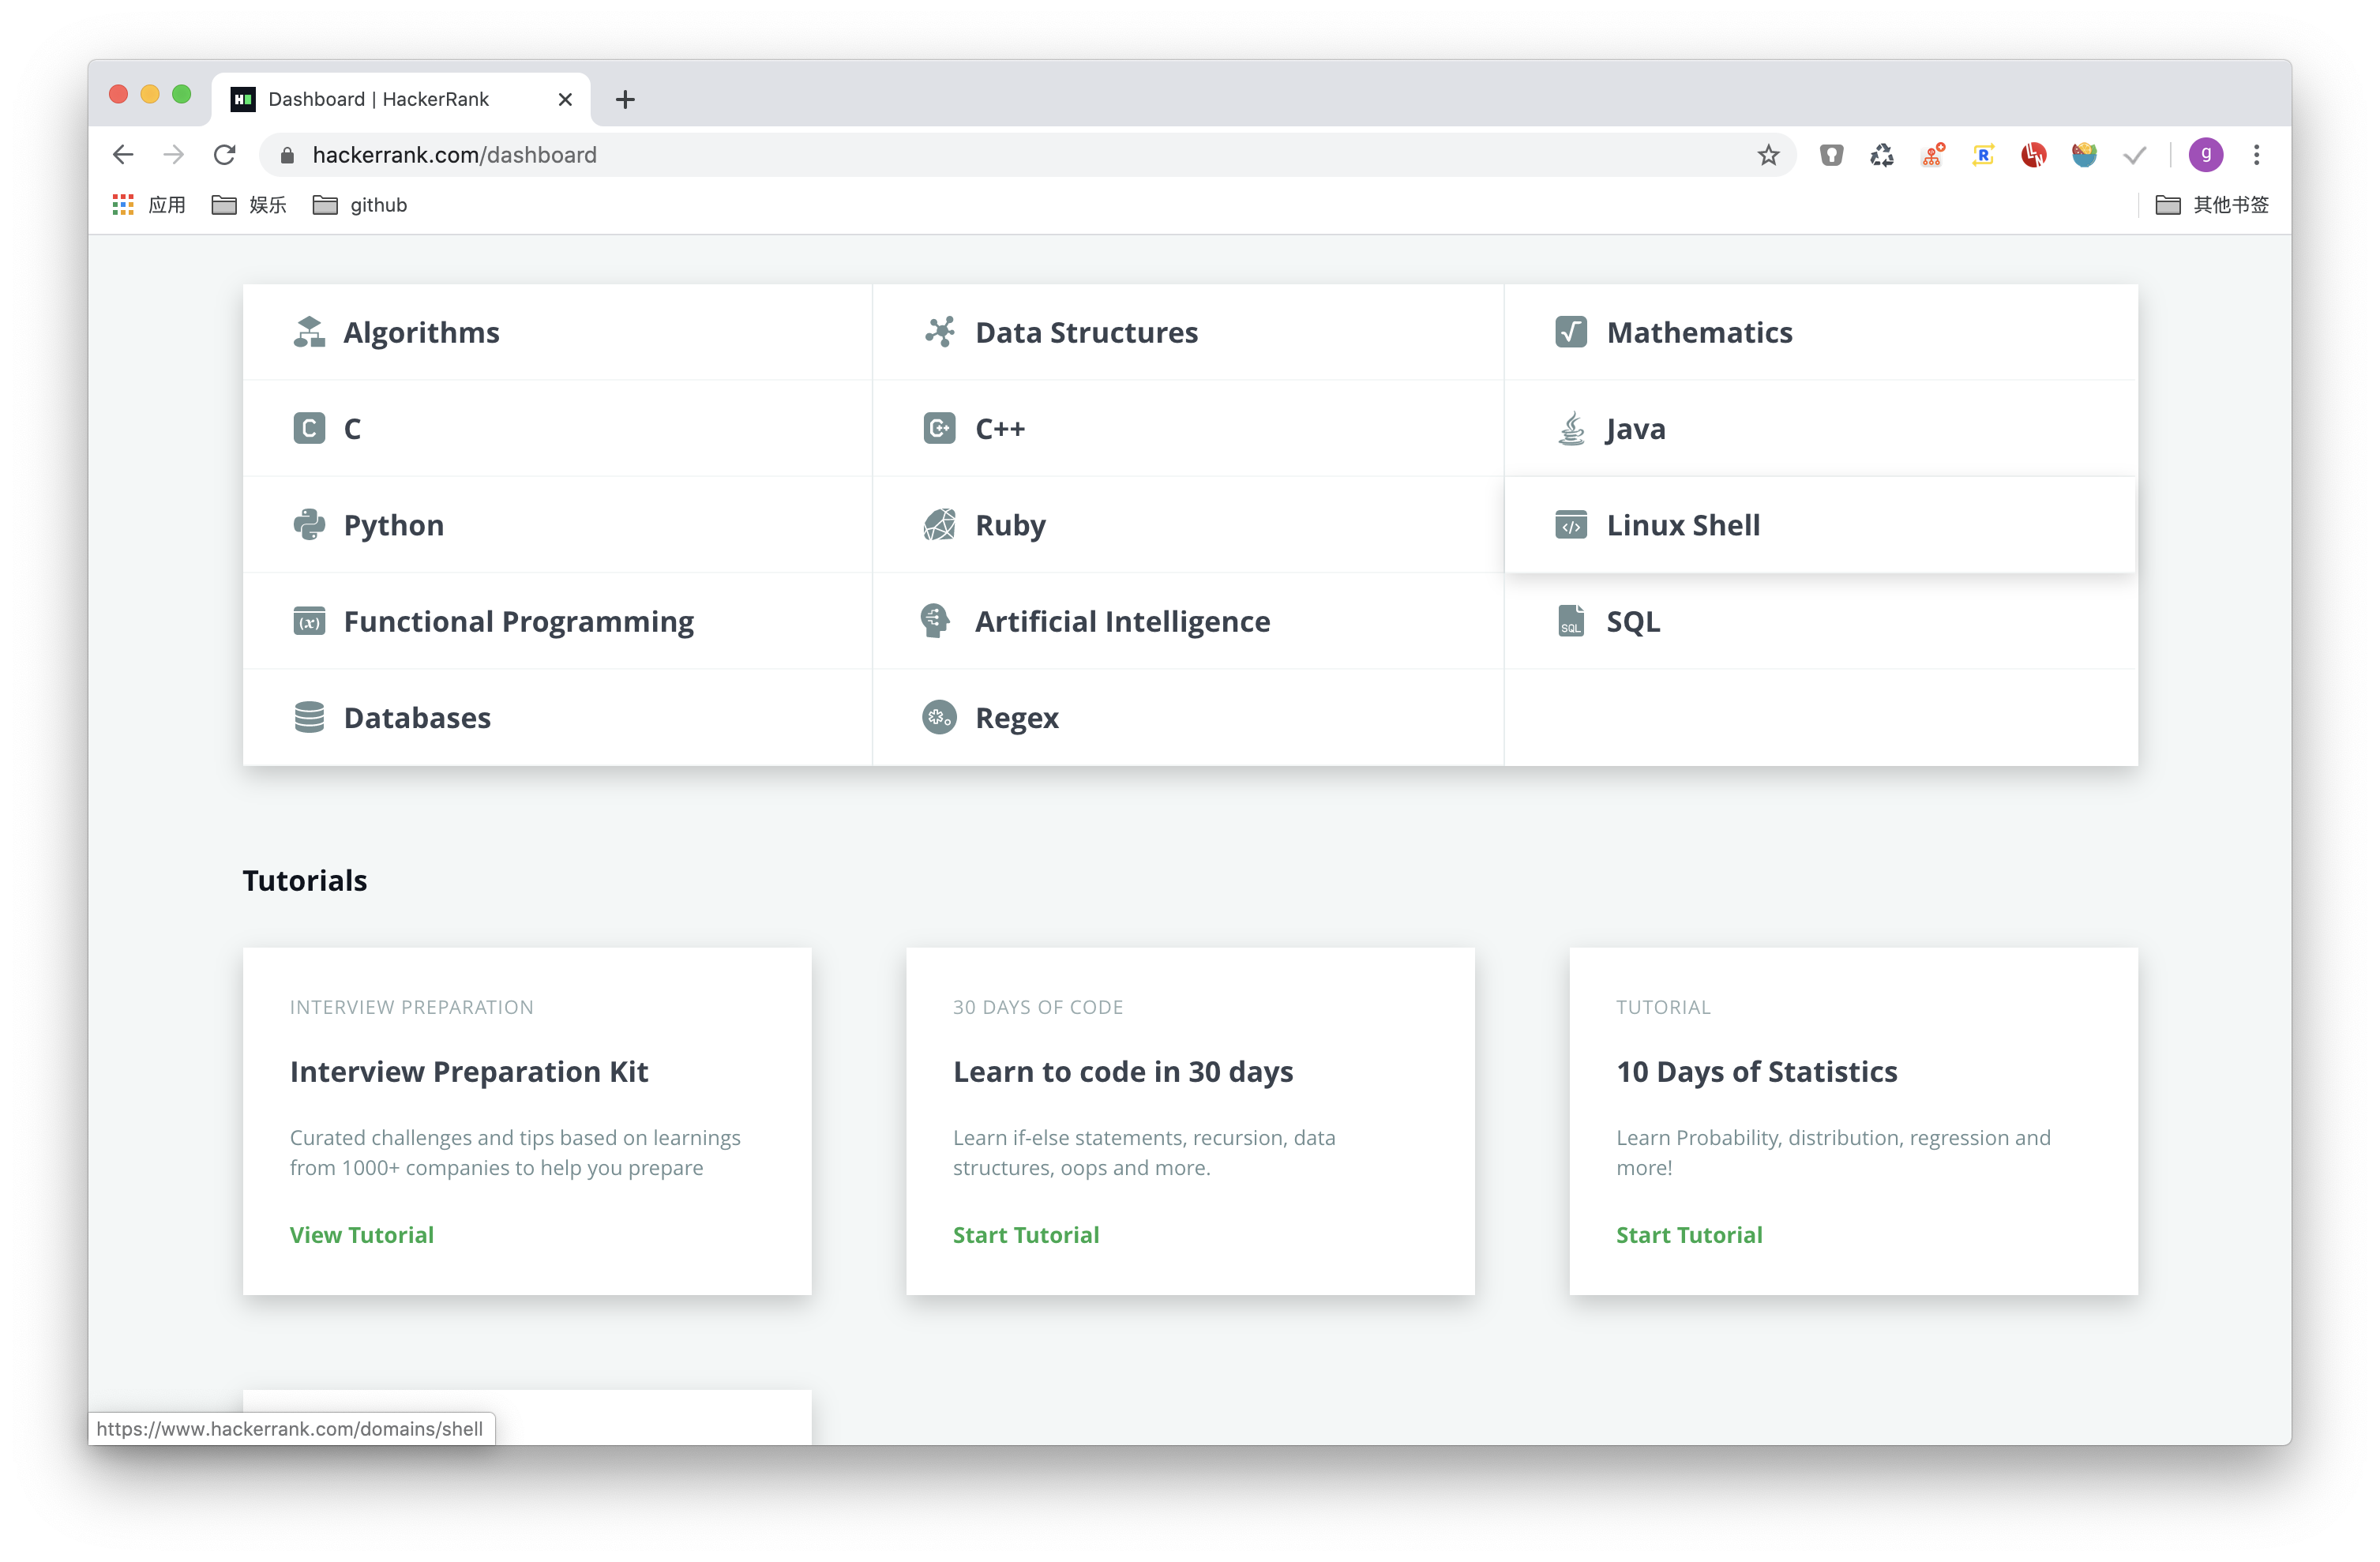 Dashboard | HackerRank
hackerrank.com/dashboard
g
应用 娱乐 github 其他书签
Algorithms Data Structures Mathematics
C C++ Java
Python Ruby Linux Shell
Functional Programming Artificial Intelligence SQL
Databases Regex
Tutorials
INTERVIEW PREPARATION
Interview Preparation Kit
Curated challenges and tips based on learnings
from 1000+ companies to help you prepare
View Tutorial
30 DAYS OF CODE
Learn to code in 30 days
Learn if-else statements, recursion, data
structures, oops and more.
Start Tutorial
TUTORIAL
10 Days of Statistics
Learn Probability, distribution, regression and
more!
Start Tutorial
https://www.hackerrank.com/domains/shell